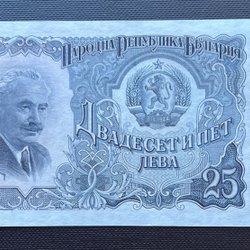 НАРОДНА РЕПУБЛИКА БЪЛГАРИЯ
ДВАДЕСЕТ И ПЕТ
ЛЕВА
25